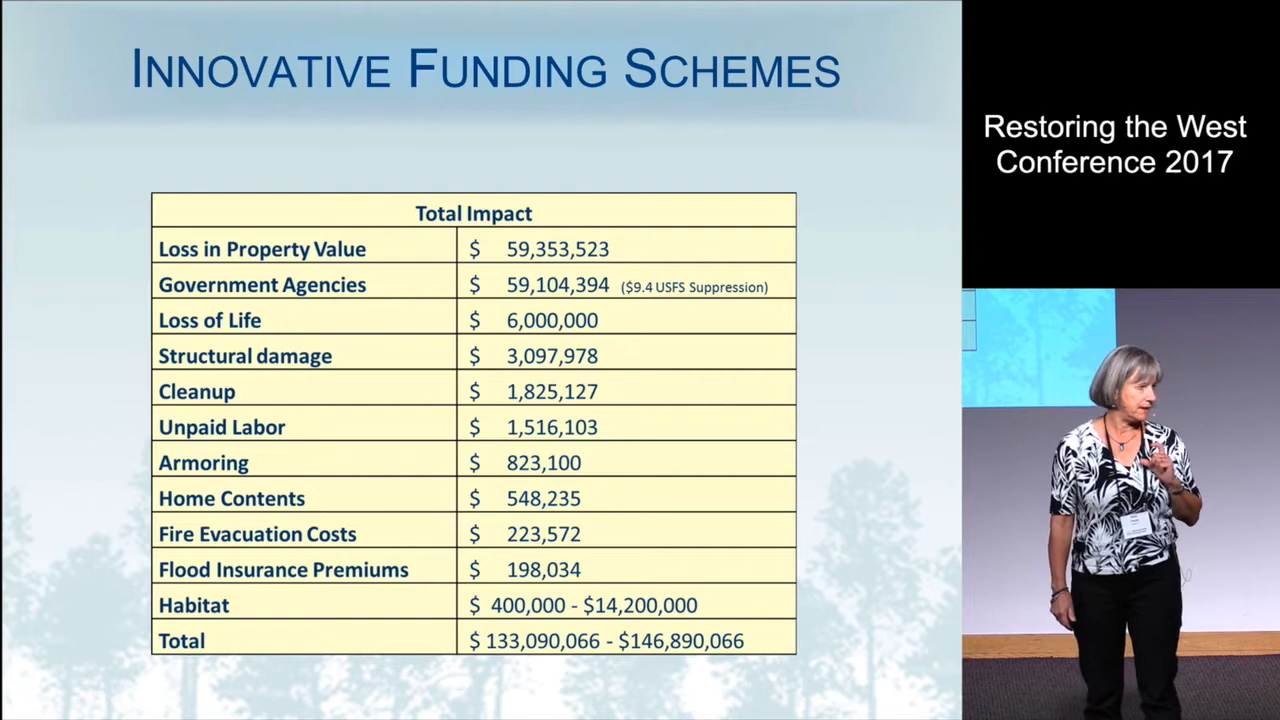 INNOVATIVE FUNDING SCHEMES
Restoring the West
Conference 2017
Total Impact
Loss in Property Value $ 59,353,523
Government Agencies $ 59,104,394 ($9.4 USFS Suppression)
Loss of Life $ 6,000,000
Structural damage $ 3,097,978
Cleanup $ 1,825,127
Unpaid Labor $ 1,516,103
Armoring $ 823,100
Home Contents $ 548,235
Fire Evacuation Costs $ 223,572
Flood Insurance Premiums $ 198,034
Habitat $ 400,000 - $14,200,000
Total $ 133,090,066 - $146,890,066